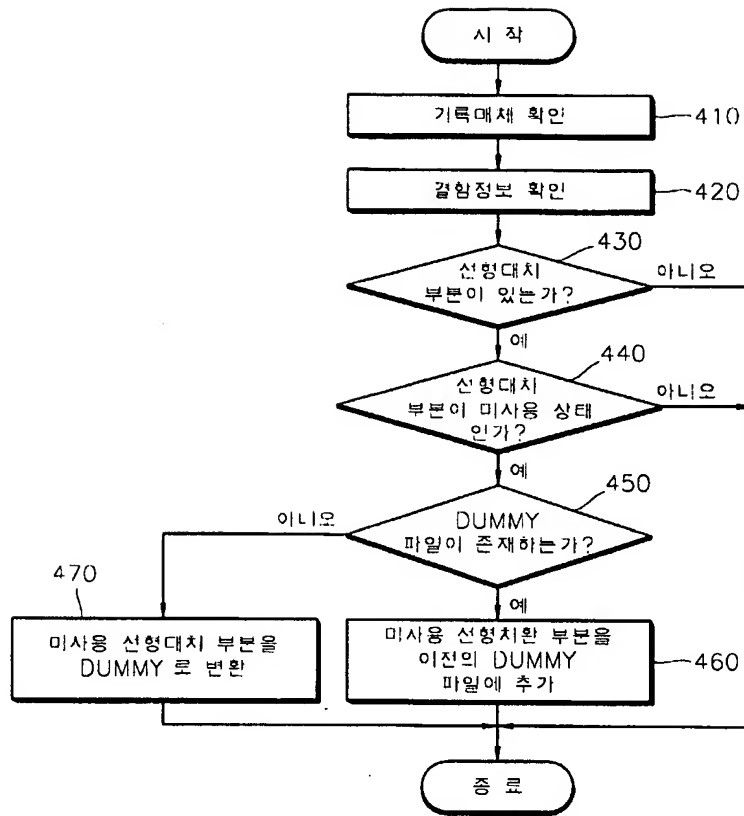 시 작
기록매체 확인
410
결함정보 확인
420
430
선형대치
부분이 있는가?
아니오
예
440
선형대치
부분이 미사용 상태
인가?
아니오
예
450
DUMMY
파일이 존재하는가?
아니오
예
470
미사용 선형대치 부분을
DUMMY 로 변환
미사용 선형치환 부분을
이전의 DUMMY
파일에 추가
460
종 료